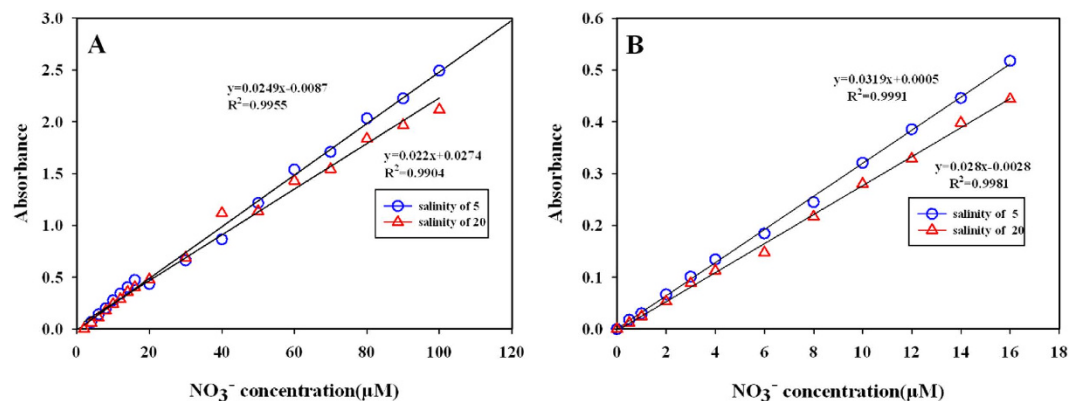 A
3.0
2.5
2.0
1.5
1.0
0.5
0.0
Absorbance
y=0.0249x-0.0087
R²=0.9955
y=0.022x+0.0274
R²=0.9904
salinity of 5
salinity of 20
0 20 40 60 80 100 120
NO₃⁻ concentration(µM)
B
0.6
0.5
0.4
0.3
0.2
0.1
0.0
Absorbance
y=0.0319x+0.0005
R²=0.9991
y=0.028x-0.0028
R²=0.9981
salinity of 5
salinity of 20
0 2 4 6 8 10 12 14 16 18
NO₃⁻ concentration(µM)